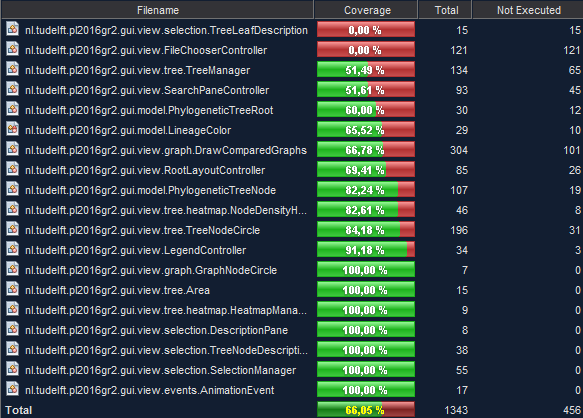 Filename Coverage Total Not Executed
nl.tudelft.pl2016gr2.gui.view.selection.TreeLeafDescription 0,00 % 15 15
nl.tudelft.pl2016gr2.gui.view.FileChooserController 0,00 % 121 121
nl.tudelft.pl2016gr2.gui.view.tree.TreeManager 51,49 % 134 65
nl.tudelft.pl2016gr2.gui.view.SearchPaneController 51,61 % 93 45
nl.tudelft.pl2016gr2.gui.model.PhylogeneticTreeRoot 60,00 % 30 12
nl.tudelft.pl2016gr2.gui.model.LineageColor 65,52 % 29 10
nl.tudelft.pl2016gr2.gui.view.graph.DrawComparedGraphs 66,78 % 304 101
nl.tudelft.pl2016gr2.gui.view.RootLayoutController 69,41 % 85 26
nl.tudelft.pl2016gr2.gui.model.PhylogeneticTreeNode 82,24 % 107 19
nl.tudelft.pl2016gr2.gui.view.tree.heatmap.NodeDensityH... 82,61 % 46 8
nl.tudelft.pl2016gr2.gui.view.tree.TreeNodeCircle 84,18 % 196 31
nl.tudelft.pl2016gr2.gui.view.LegendController 91,18 % 34 3
nl.tudelft.pl2016gr2.gui.view.graph.GraphNodeCircle 100,00 % 7 0
nl.tudelft.pl2016gr2.gui.view.tree.Area 100,00 % 15 0
nl.tudelft.pl2016gr2.gui.view.tree.heatmap.HeatmapMana... 100,00 % 9 0
nl.tudelft.pl2016gr2.gui.view.selection.DescriptionPane 100,00 % 8 0
nl.tudelft.pl2016gr2.gui.view.selection.TreeNodeDescripti... 100,00 % 38 0
nl.tudelft.pl2016gr2.gui.view.selection.SelectionManager 100,00 % 55 0
nl.tudelft.pl2016gr2.gui.view.events.AnimationEvent 100,00 % 17 0
Total 66,05 % 1343 456